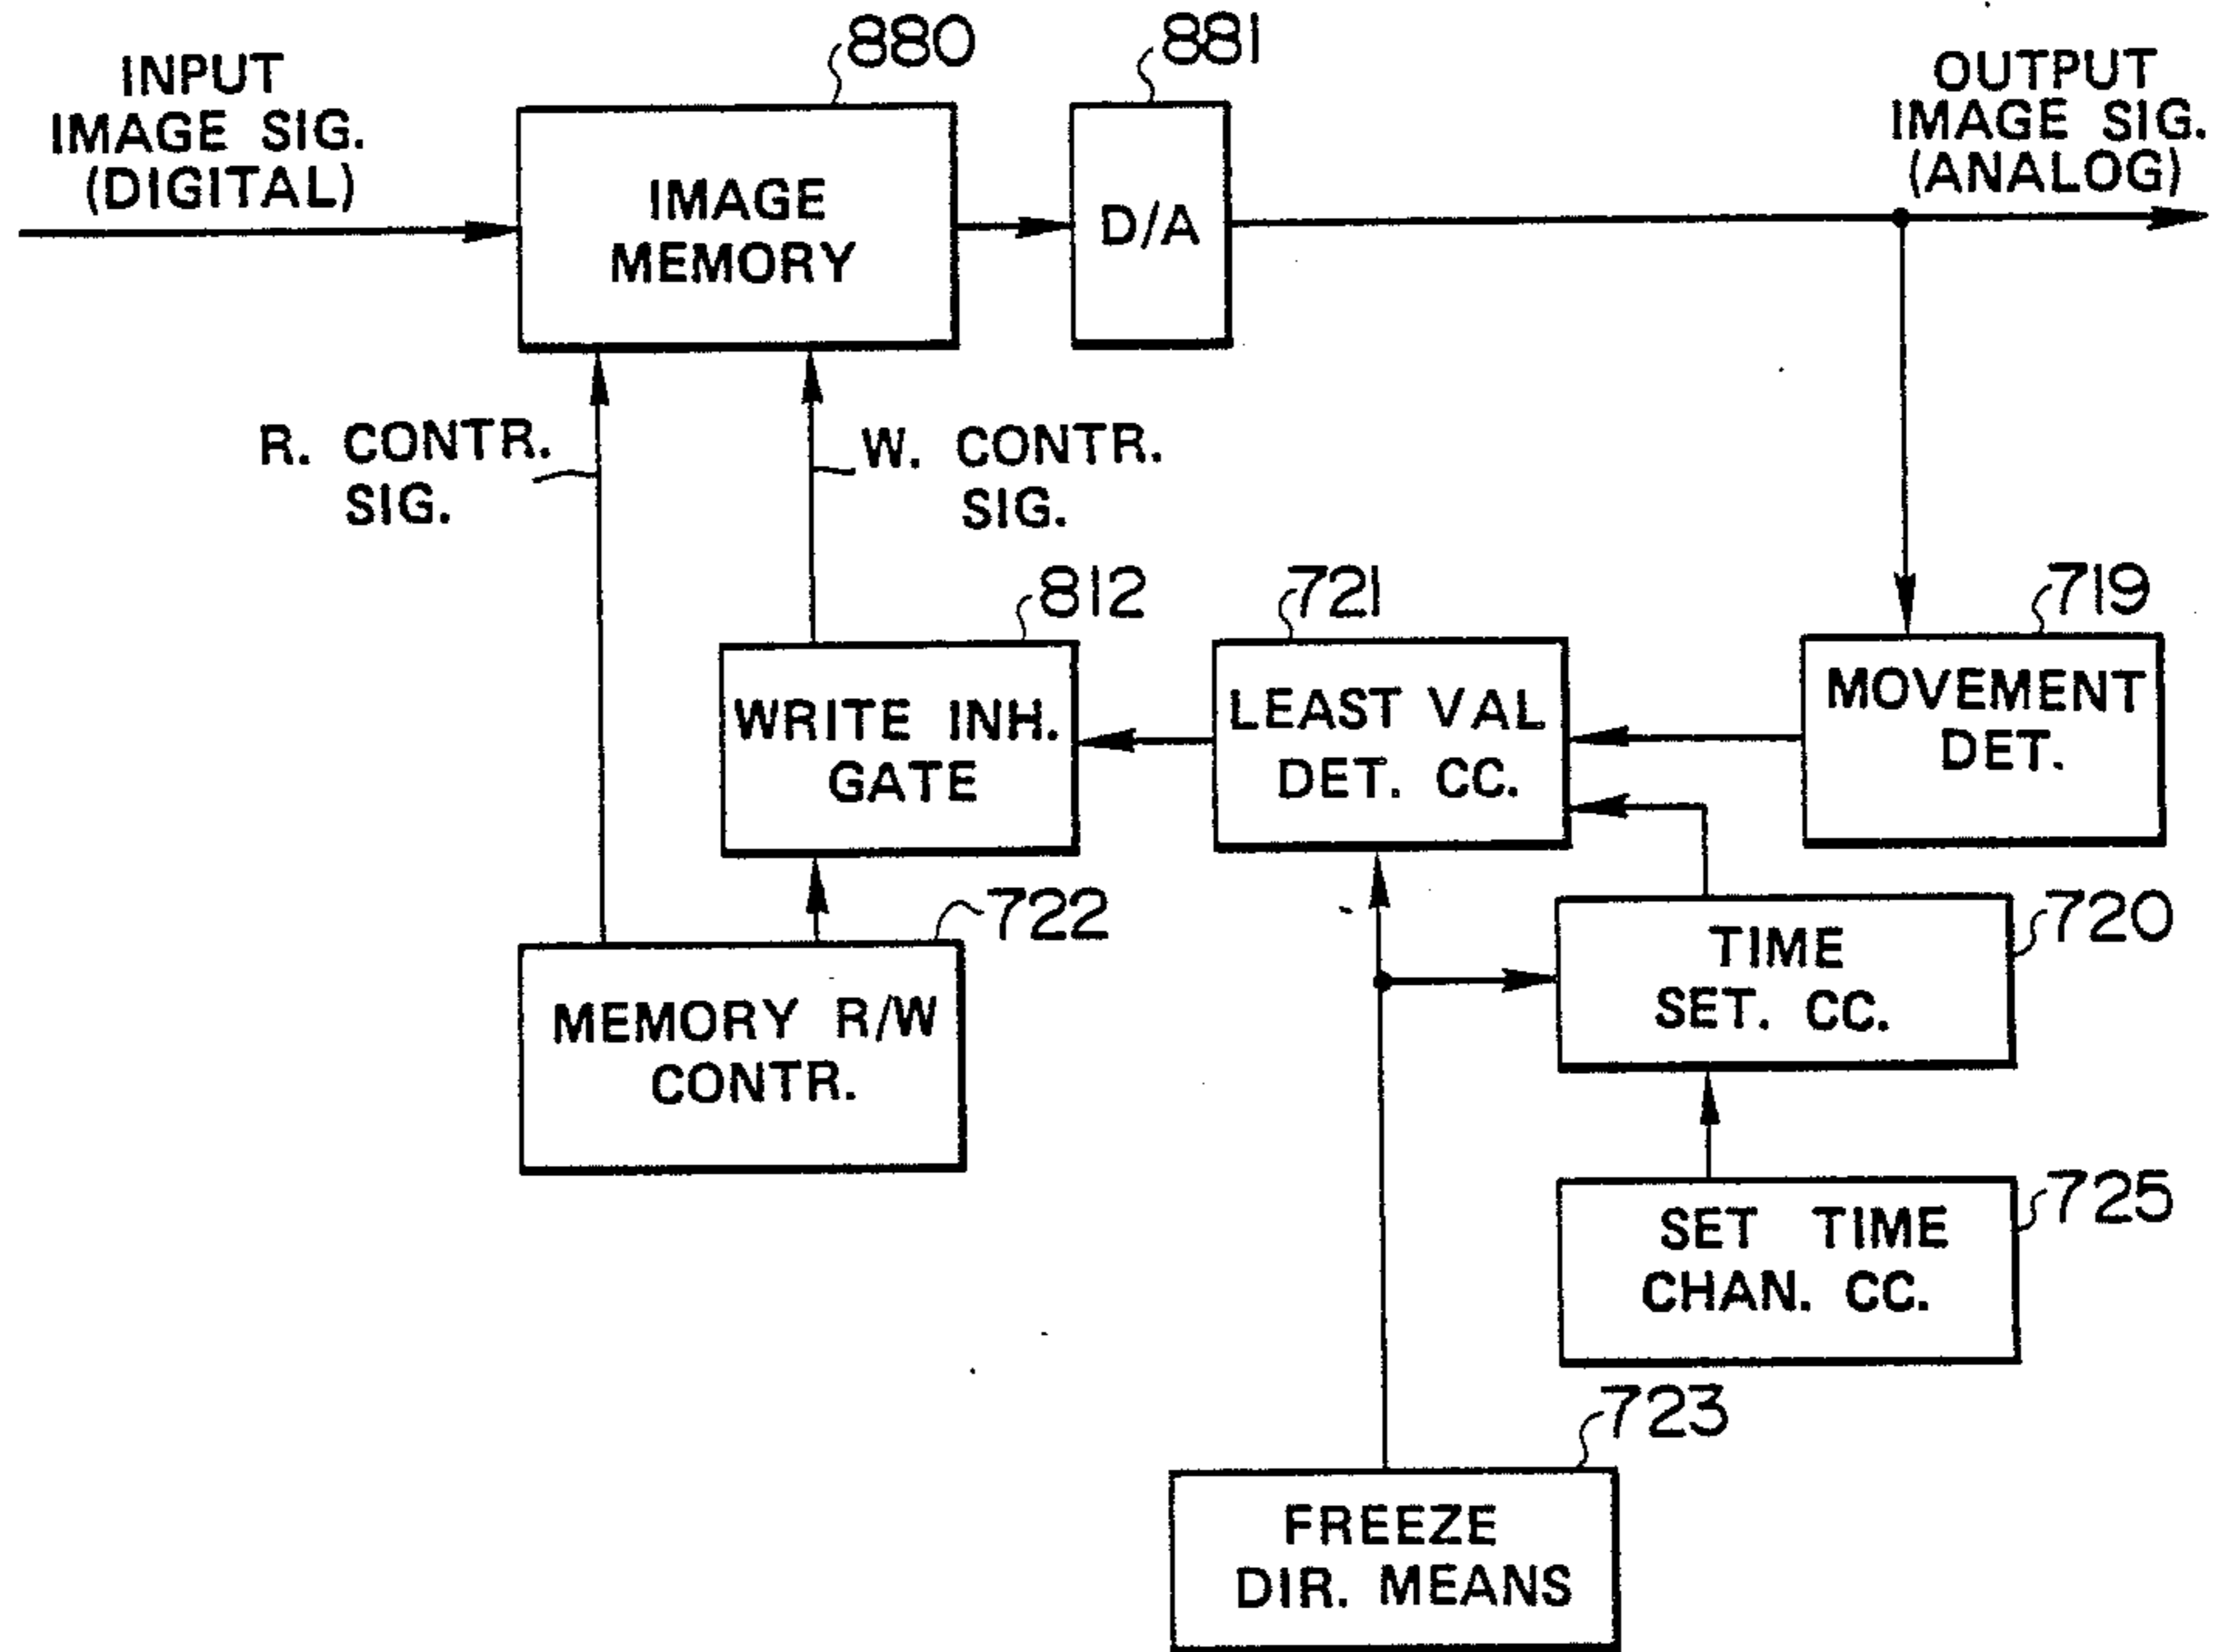 880
881
INPUT
IMAGE SIG.
(DIGITAL)
OUTPUT
IMAGE SIG.
(ANALOG)
IMAGE
MEMORY
D/A
R. CONTR.
SIG.
W. CONTR.
SIG.
812
721
719
WRITE INH.
GATE
LEAST VAL
DET. CC.
MOVEMENT
DET.
722
720
MEMORY R/W
CONTR.
TIME
SET. CC.
725
SET TIME
CHAN. CC.
723
FREEZE
DIR. MEANS